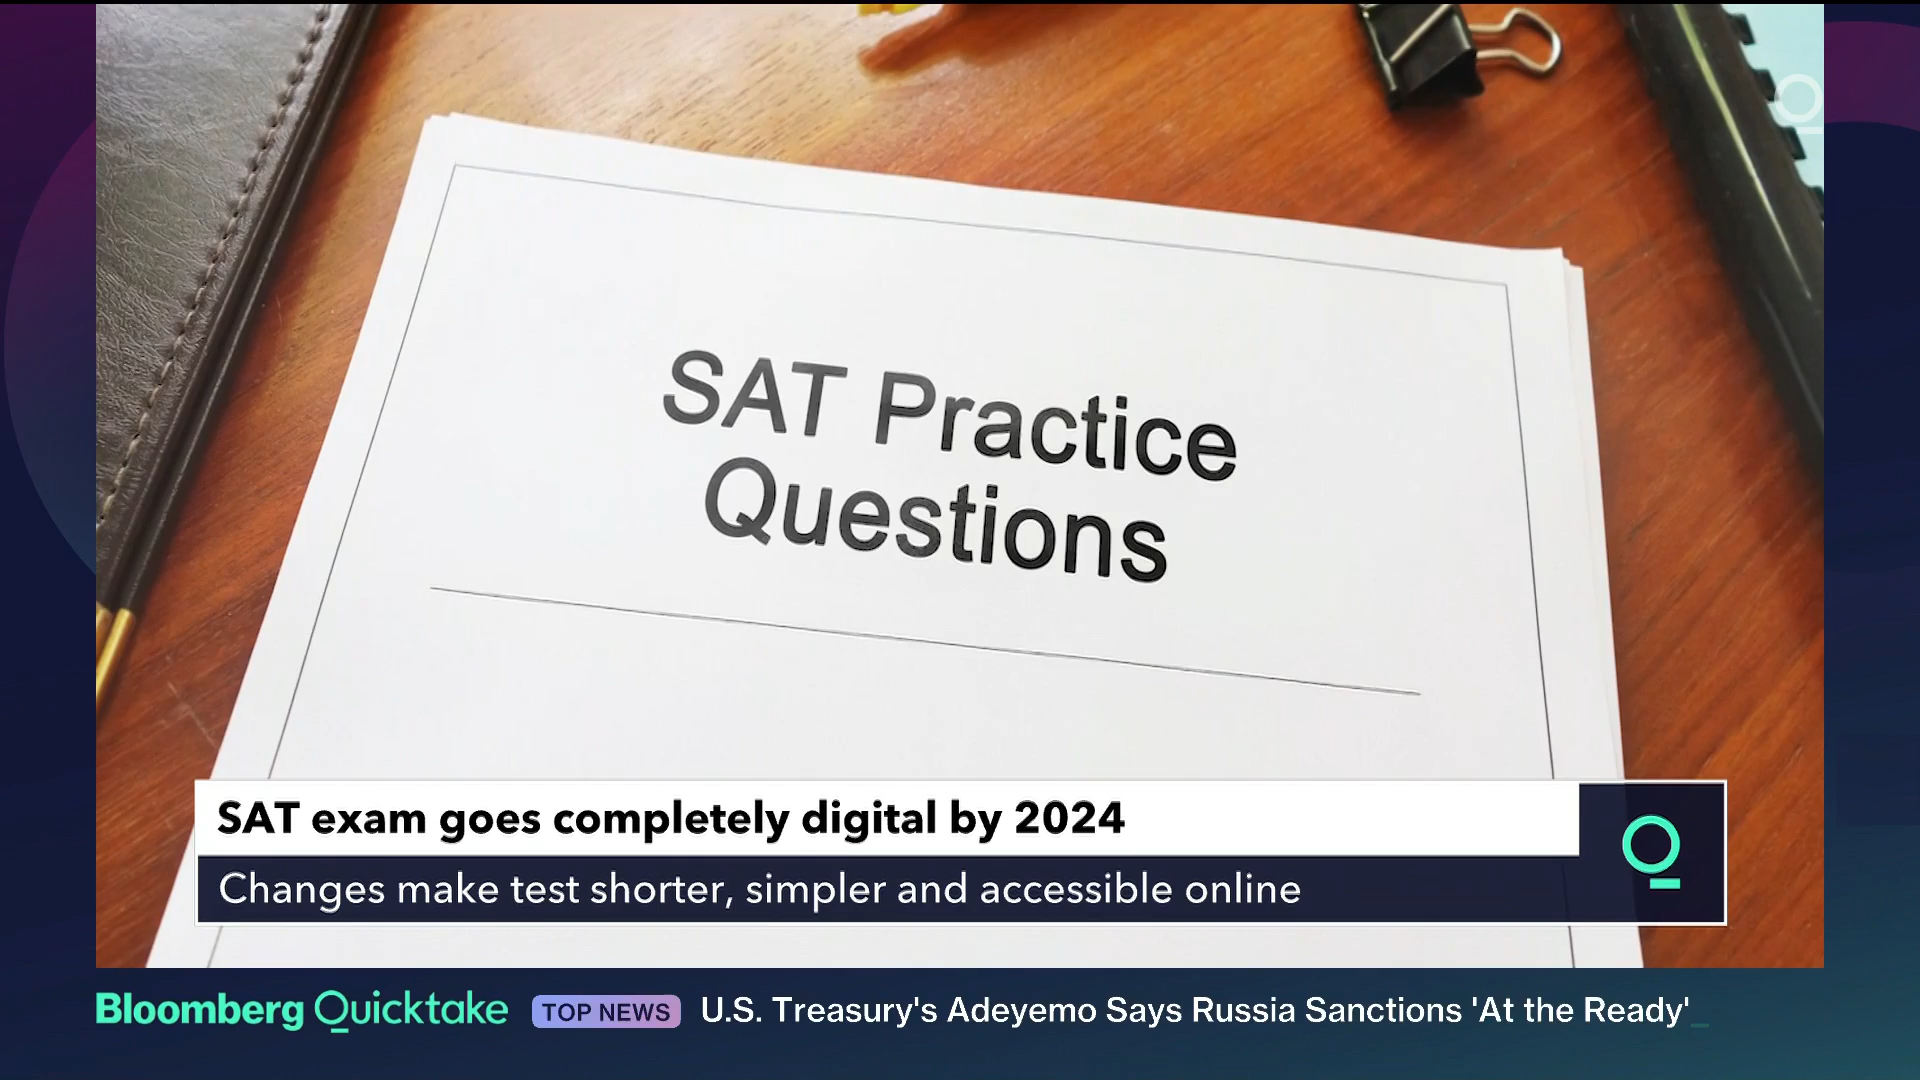 SAT Practice
Questions
SAT exam goes completely digital by 2024
Changes make test shorter, simpler and accessible online
Bloomberg Quicktake
TOP NEWS
U.S. Treasury's Adeyemo Says Russia Sanctions 'At the Ready'